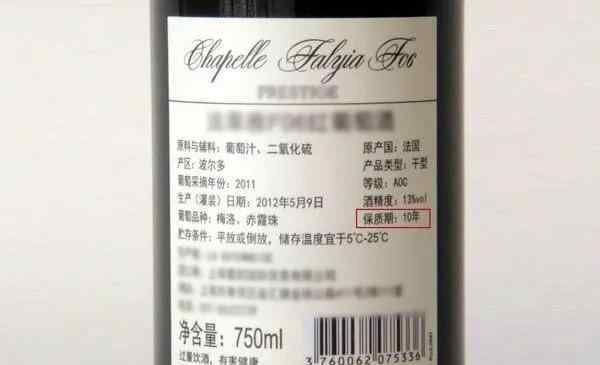 Chapelle Falyia Fo6
PRESTIGE
原料与辅料：葡萄汁、二氧化硫 原产国：法国
产区：波尔多 产品类型：干型
葡萄采摘年份：2011 等级：AOC
生产（灌装）日期：2012年5月9日 酒精度：13%vol
葡萄品种：梅洛、赤霞珠 保质期：10年
贮存条件：平放或倒放，储存温度宜于5℃-25℃
净含量：750ml
过量饮酒，有害健康
3 760062 075336